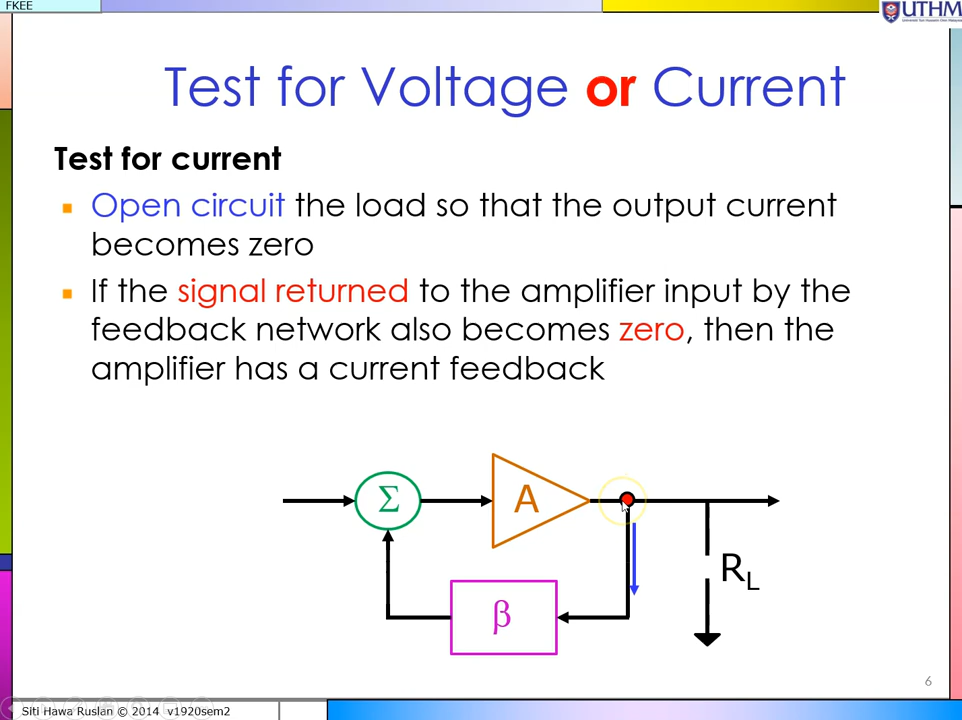 FKEE
UTHM
Test for Voltage or Current
Test for current
Open circuit the load so that the output current
becomes zero
If the signal returned to the amplifier input by the
feedback network also becomes zero, then the
amplifier has a current feedback
Σ
A
RL
β
6
Siti Hawa Ruslan © 2014 v1920sem2